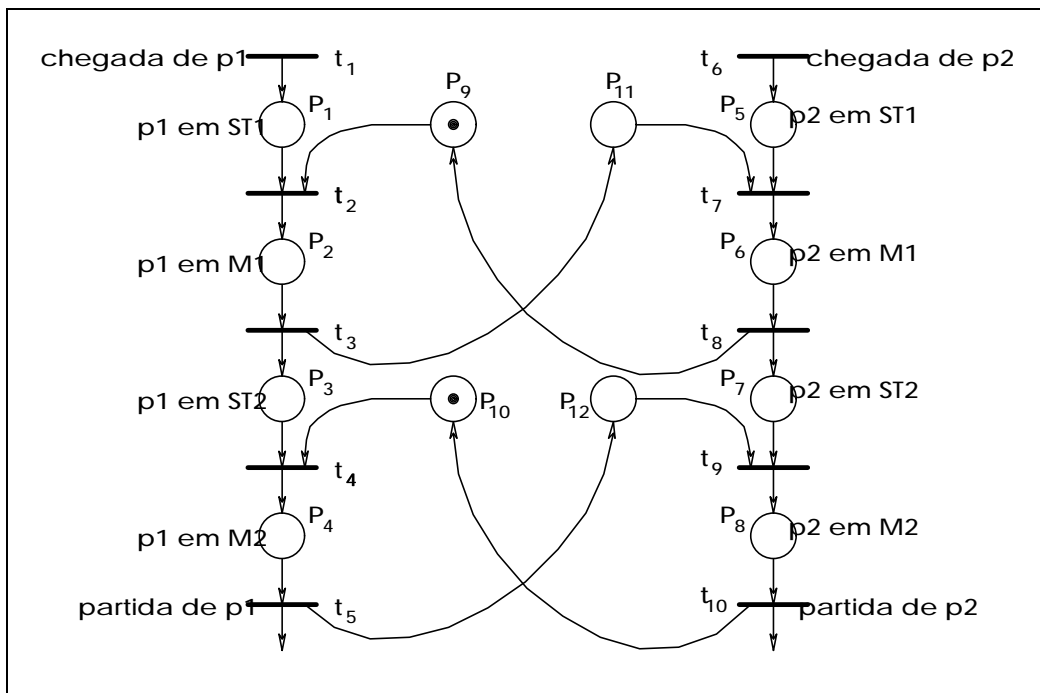 chegada de p1 t1 t6 chegada de p2
P9 P11
P1 P5
p1 em ST1 p2 em ST1
t2 t7
P2 P6
p1 em M1 p2 em M1
t3 t8
P3 P7
p1 em ST2 P10 P12 p2 em ST2
t4 t9
P4 P8
p1 em M2 p2 em M2
partida de p1 t5 t10 partida de p2